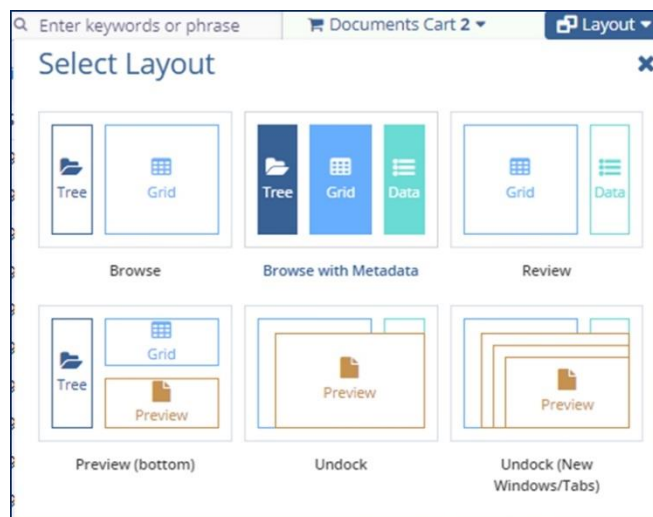 Enter keywords or phrase
Documents Cart 2
Layout
Select Layout
Tree
Grid
Browse
Tree
Grid
Data
Browse with Metadata
Grid
Data
Review
Tree
Grid
Preview
Preview (bottom)
Preview
Undock
Preview
Undock (New
Windows/Tabs)